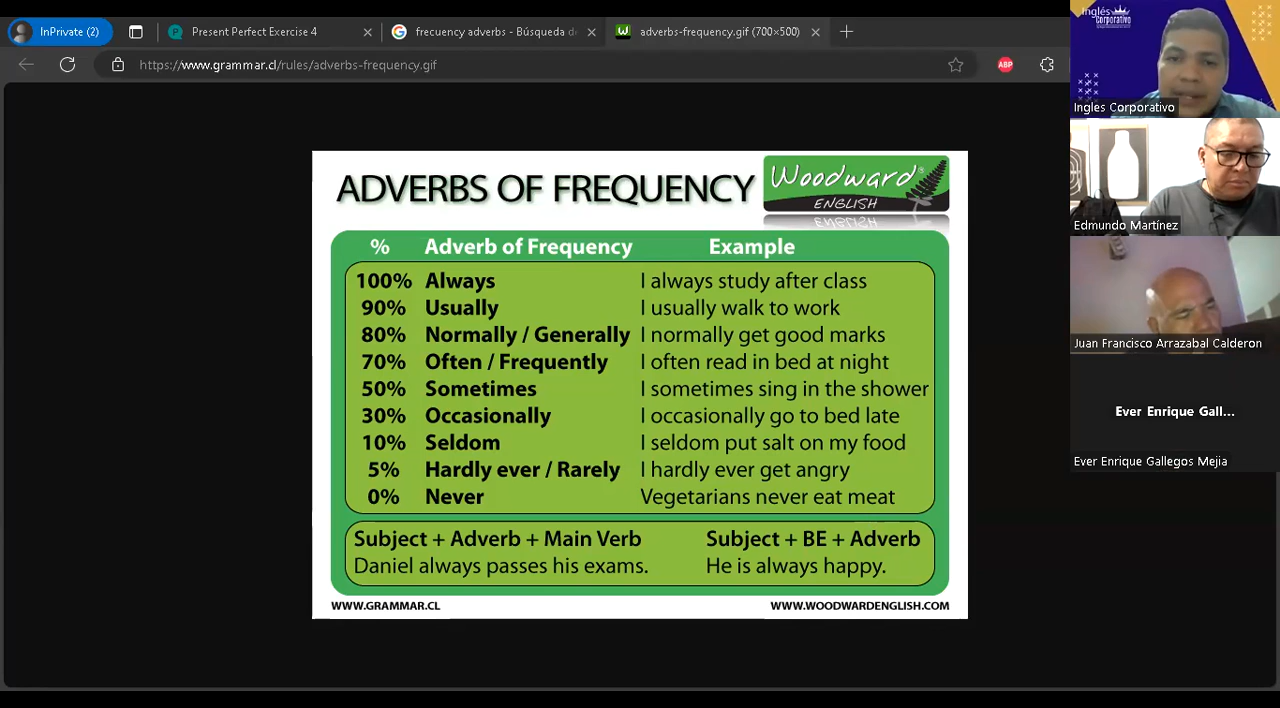 InPrivate (2)
Present Perfect Exercise 4
frecuency adverbs - Búsqueda de
adverbs-frequency.gif (700×500)
https://www.grammar.cl/rules/adverbs-frequency.gif
ABP
Inglés
Corporativo
Ingles Corporativo
Edmundo Martínez
Juan Francisco Arrazabal Calderon
Ever Enrique Gall...
Ever Enrique Gallegos Mejia
ADVERBS OF FREQUENCY
Woodward®
ENGLISH
% Adverb of Frequency Example
100% Always I always study after class
90% Usually I usually walk to work
80% Normally / Generally I normally get good marks
70% Often / Frequently I often read in bed at night
50% Sometimes I sometimes sing in the shower
30% Occasionally I occasionally go to bed late
10% Seldom I seldom put salt on my food
5% Hardly ever / Rarely I hardly ever get angry
0% Never Vegetarians never eat meat
Subject + Adverb + Main Verb Subject + BE + Adverb
Daniel always passes his exams. He is always happy.
WWW.GRAMMAR.CL WWW.WOODWARDENGLISH.COM